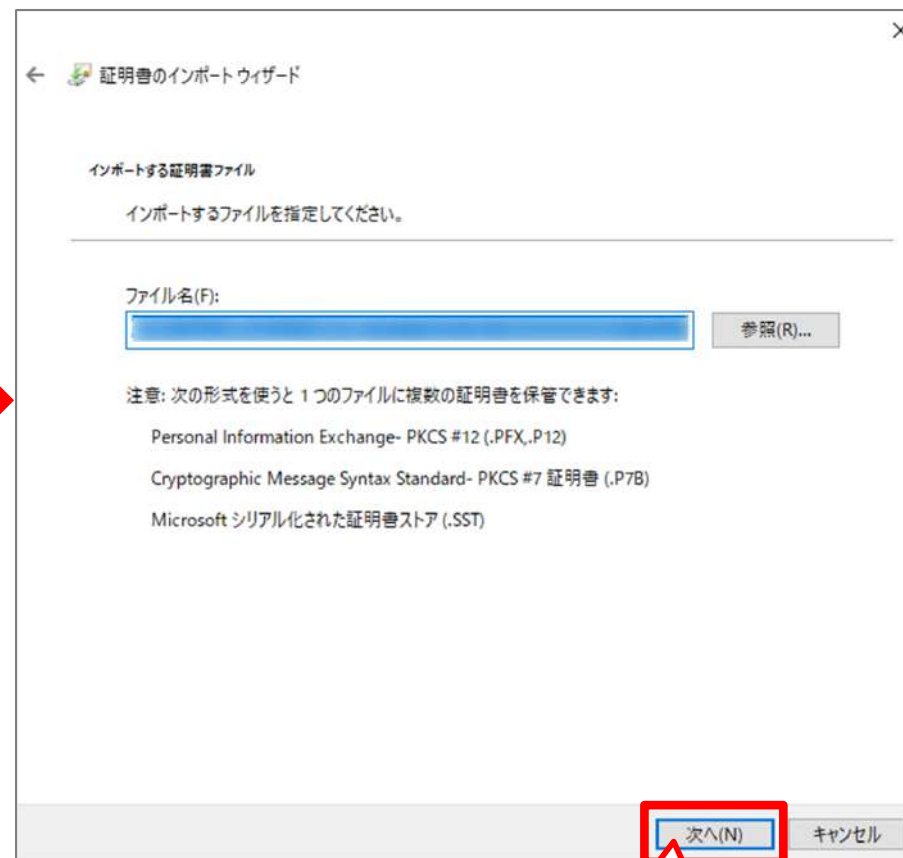 証明書のインポート ウィザード
インポートする証明書ファイル
インポートするファイルを指定してください。
ファイル名(F):
参照(R)...
注意: 次の形式を使うと 1 つのファイルに複数の証明書を保管できます:
Personal Information Exchange- PKCS #12 (.PFX,.P12)
Cryptographic Message Syntax Standard- PKCS #7 証明書 (.P7B)
Microsoft シリアル化された証明書ストア (.SST)
次へ(N)
キャンセル